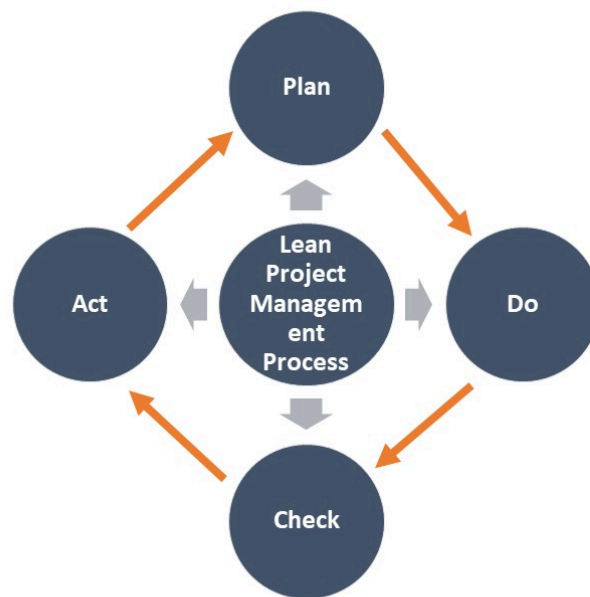 Plan
Lean
Project
Managem
ent
Process
Act
Do
Check